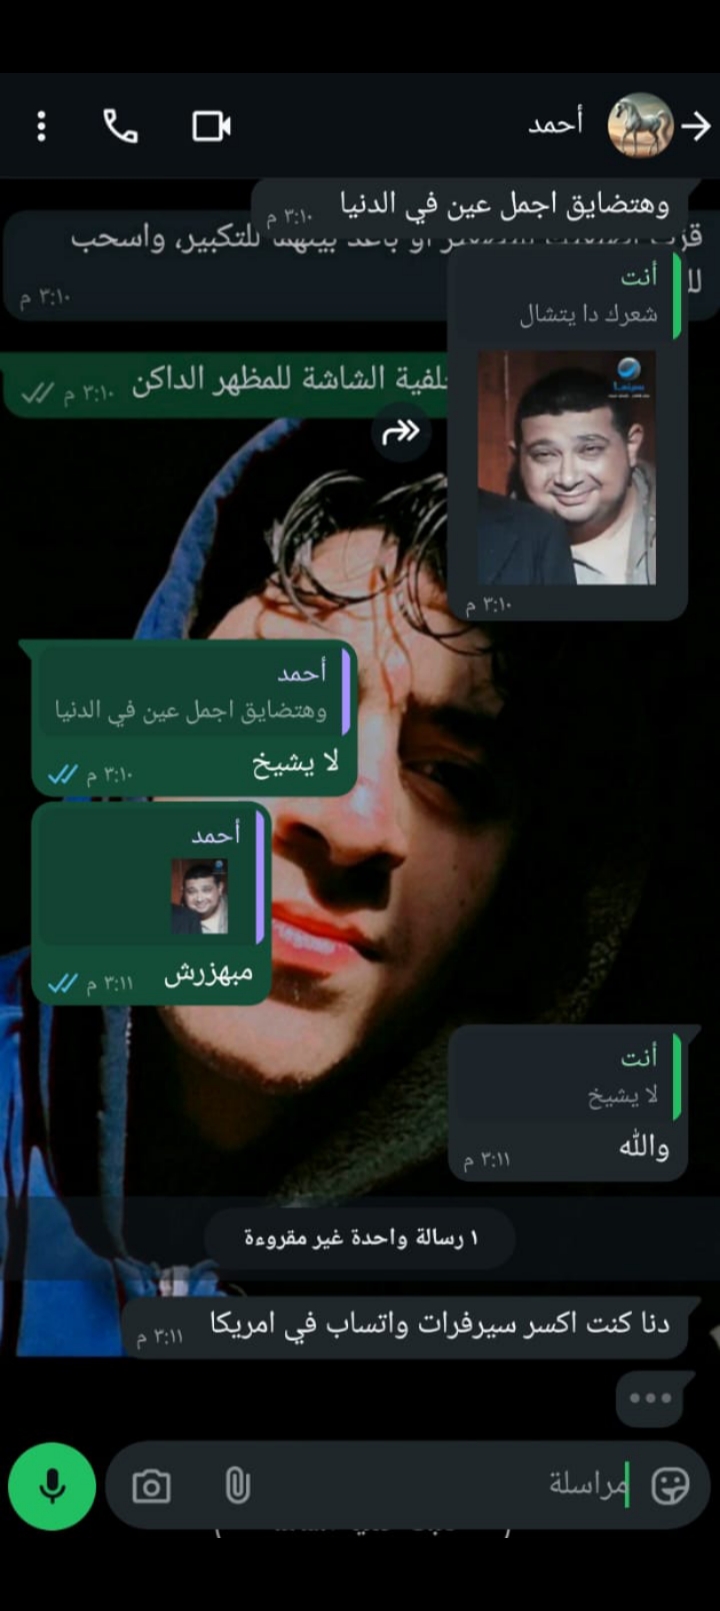 أحمد
وهتضايق اجمل عين في الدنيا
٣:١٠ م
للتكبير، واسحب
٣:١٠ م
أنت
شعرك دا يتشال
الشاشة للمظهر الداكن
٣:١٠ م
سينما
٣:١٠ م
أحمد
وهتضايق اجمل عين في الدنيا
لا يشيخ
٣:١٠ م
أحمد
مبهزرش
٣:١١ م
أنت
لا يشيخ
والله
٣:١١ م
١ رسالة واحدة غير مقروءة
دنا كنت اكسر سيرفرات واتساب في امريكا
٣:١١ م
مراسلة